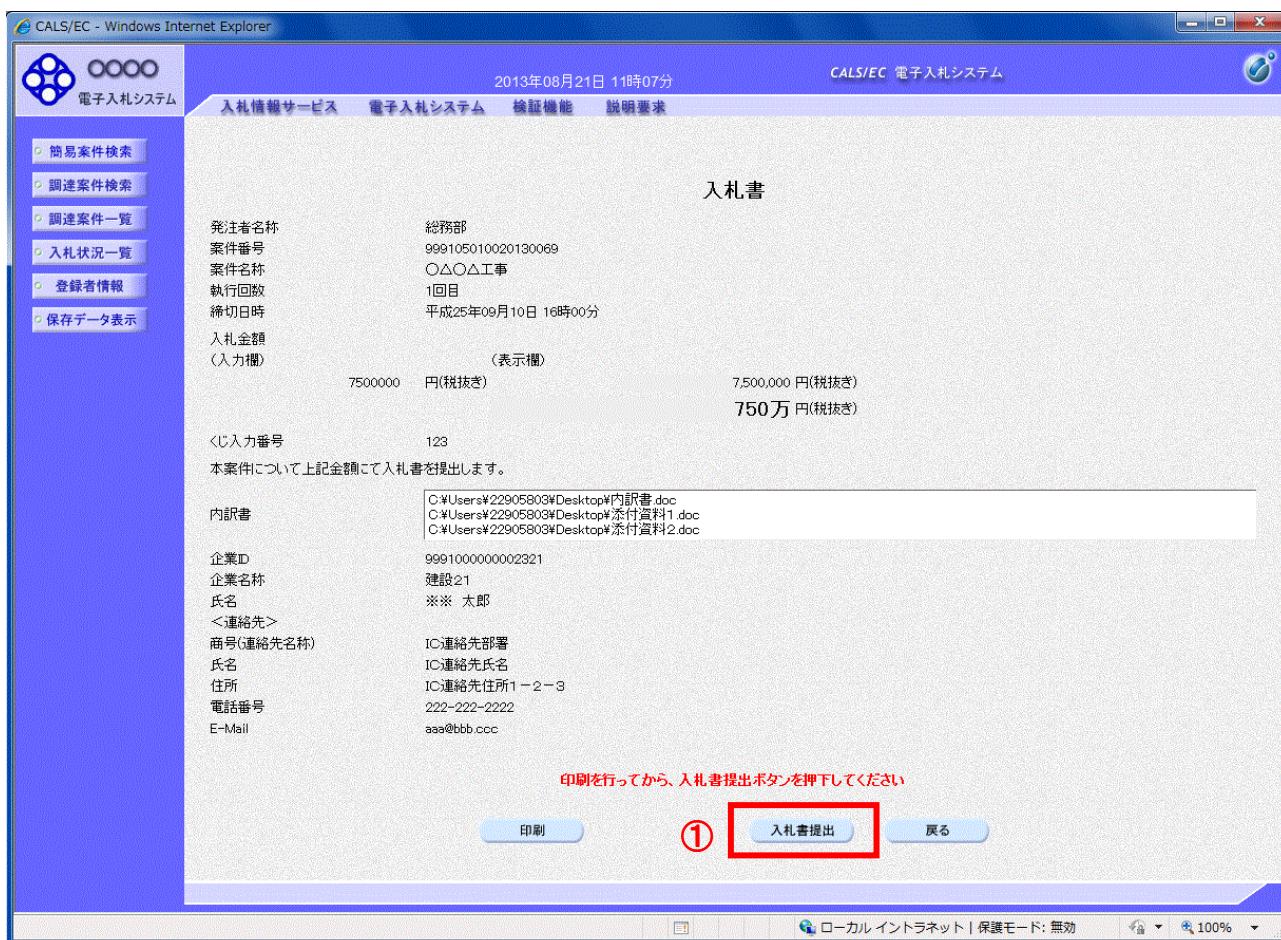 CALS/EC - Windows Internet Explorer
○○○○
電子入札システム
2013年08月21日 11時07分
CALS/EC 電子入札システム
入札情報サービス 電子入札システム 検証機能 説明要求
簡易案件検索
調達案件検索
調達案件一覧
入札状況一覧
登録者情報
保存データ表示
入札書
発注者名称 総務部
案件番号 999105010020130069
案件名称 ○△○△工事
執行回数 1回目
締切日時 平成25年09月10日 16時00分
入札金額
(入力欄) (表示欄)
7500000 円(税抜き) 7,500,000 円(税抜き)
750万 円(税抜き)
くじ入力番号 123
本案件について上記金額にて入札書を提出します。
内訳書
C:¥Users¥22905803¥Desktop¥内訳書.doc
C:¥Users¥22905803¥Desktop¥添付資料1.doc
C:¥Users¥22905803¥Desktop¥添付資料2.doc
企業ID 9991000000002321
企業名称 建設21
氏名 ※※ 太郎
<連絡先>
商号(連絡先名称) IC連絡先部署
氏名 IC連絡先氏名
住所 IC連絡先住所1-2-3
電話番号 222-222-2222
E-Mail aaa@bbb.ccc
印刷を行ってから、入札書提出ボタンを押下してください
印刷 ① 入札書提出 戻る
ローカル イントラネット | 保護モード: 無効 100%